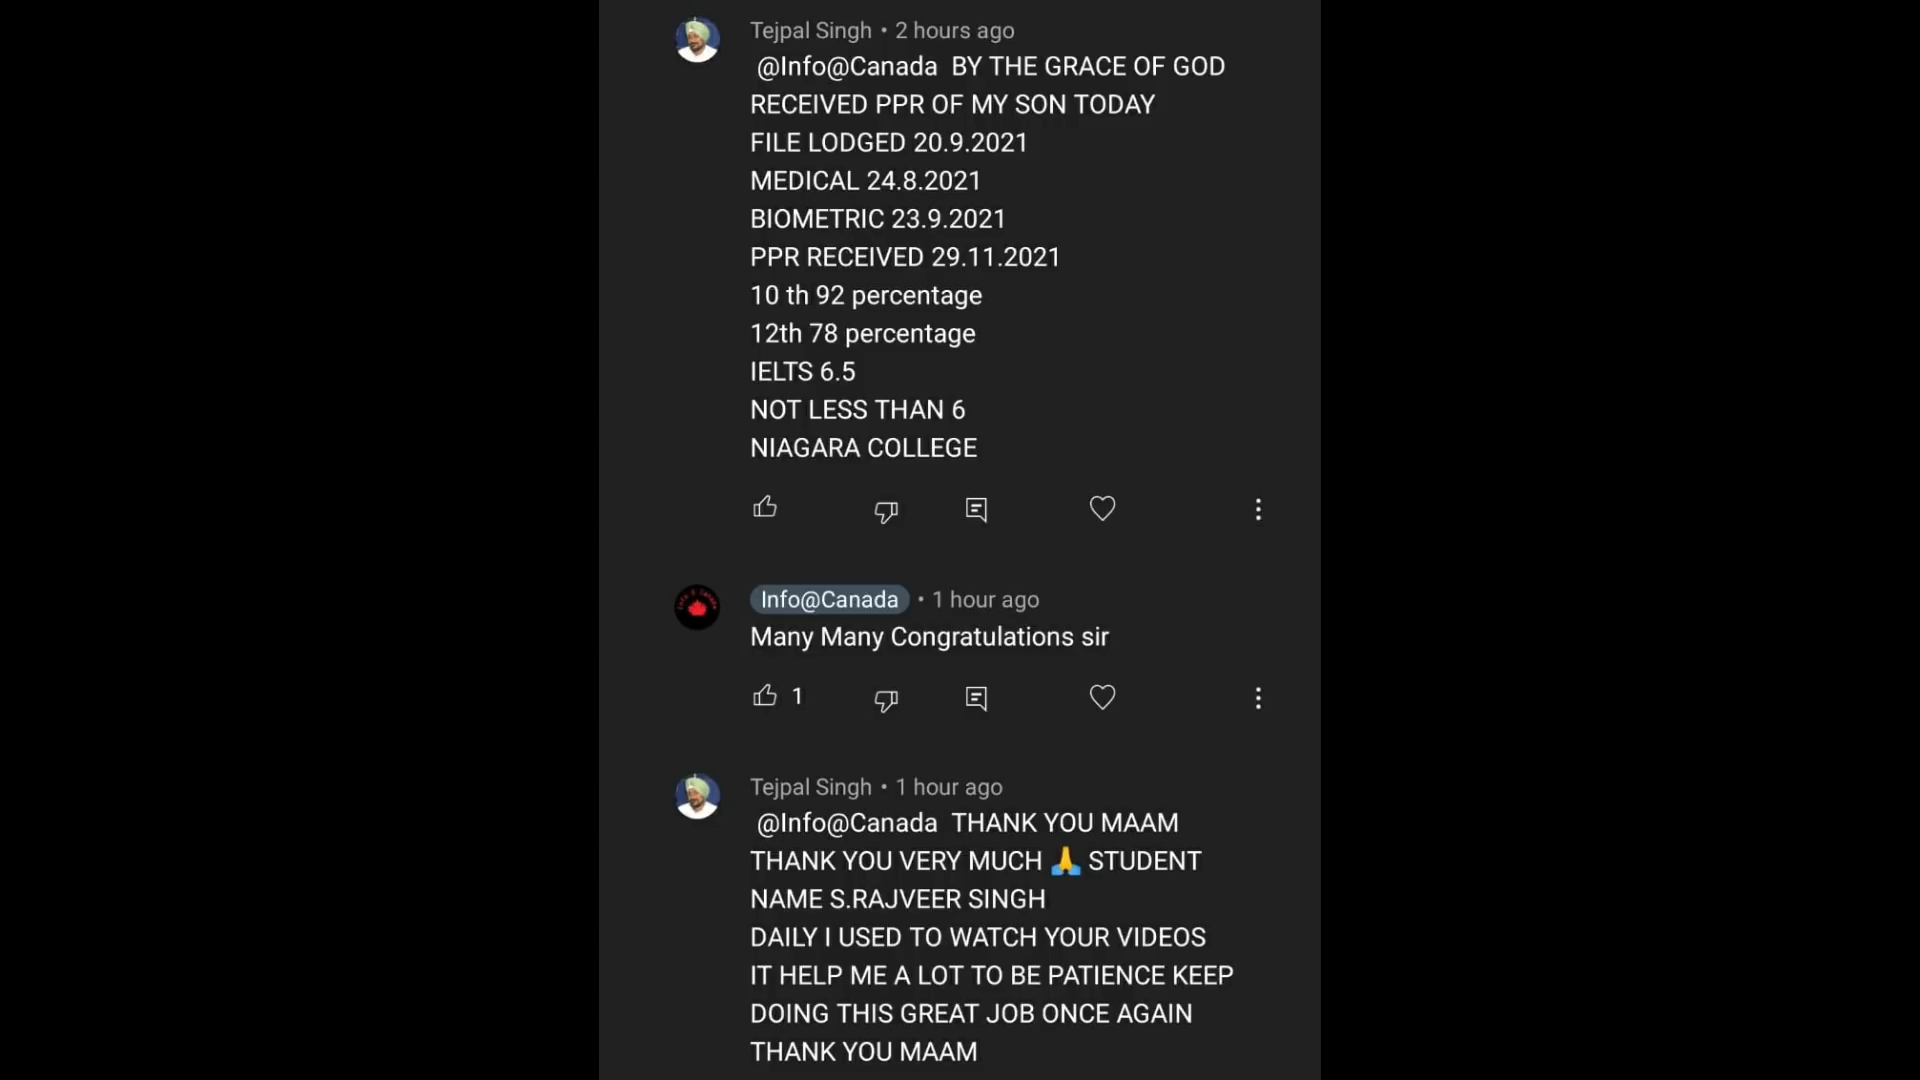 Tejpal Singh • 2 hours ago
@Info@Canada BY THE GRACE OF GOD
RECEIVED PPR OF MY SON TODAY
FILE LODGED 20.9.2021
MEDICAL 24.8.2021
BIOMETRIC 23.9.2021
PPR RECEIVED 29.11.2021
10 th 92 percentage
12th 78 percentage
IELTS 6.5
NOT LESS THAN 6
NIAGARA COLLEGE
Info@Canada • 1 hour ago
Many Many Congratulations sir
1
Tejpal Singh • 1 hour ago
@Info@Canada THANK YOU MAAM
THANK YOU VERY MUCH 🙏 STUDENT
NAME S.RAJVEER SINGH
DAILY I USED TO WATCH YOUR VIDEOS
IT HELP ME A LOT TO BE PATIENCE KEEP
DOING THIS GREAT JOB ONCE AGAIN
THANK YOU MAAM